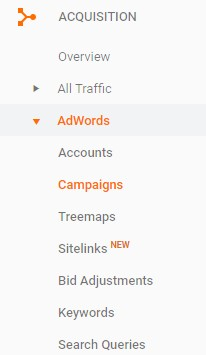 ACQUISITION
Overview
All Traffic
AdWords
Accounts
Campaigns
Treemaps
Sitelinks NEW
Bid Adjustments
Keywords
Search Queries